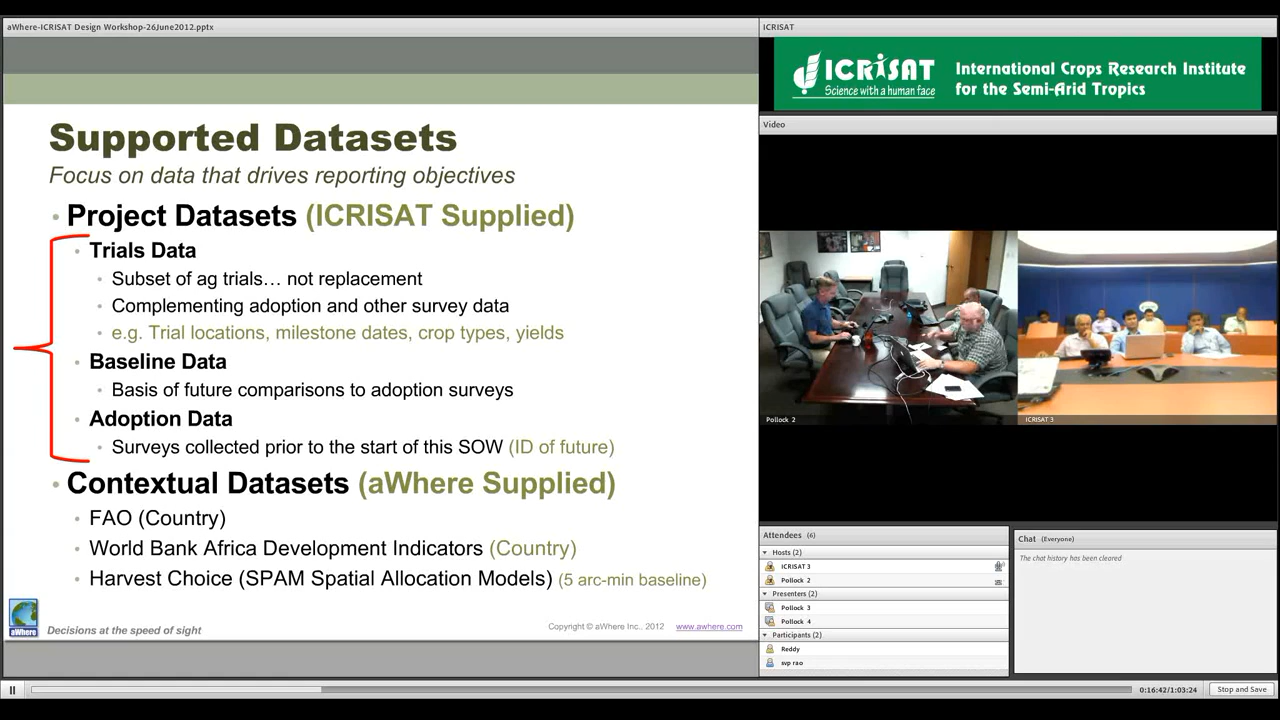 aWhere-ICRISAT Design Workshop-26June2012.pptx
Supported Datasets
Focus on data that drives reporting objectives
• Project Datasets (ICRISAT Supplied)
• Trials Data
• Subset of ag trials… not replacement
• Complementing adoption and other survey data
• e.g. Trial locations, milestone dates, crop types, yields
• Baseline Data
• Basis of future comparisons to adoption surveys
• Adoption Data
• Surveys collected prior to the start of this SOW (ID of future)
• Contextual Datasets (aWhere Supplied)
• FAO (Country)
• World Bank Africa Development Indicators (Country)
• Harvest Choice (SPAM Spatial Allocation Models) (5 arc-min baseline)
aWhere
Decisions at the speed of sight
Copyright © aWhere Inc., 2012 www.awhere.com
ICRISAT
ICRISAT
Science with a human face
International Crops Research Institute
for the Semi-Arid Tropics
Video
Pollock 2
ICRISAT 3
Attendees (6)
Hosts (2)
ICRISAT 3
Pollock 2
Presenters (2)
Pollock 3
Pollock 4
Participants (2)
Reddy
svp rao
Chat (Everyone)
The chat history has been cleared
0:16:42/1:03:24
Stop and Save